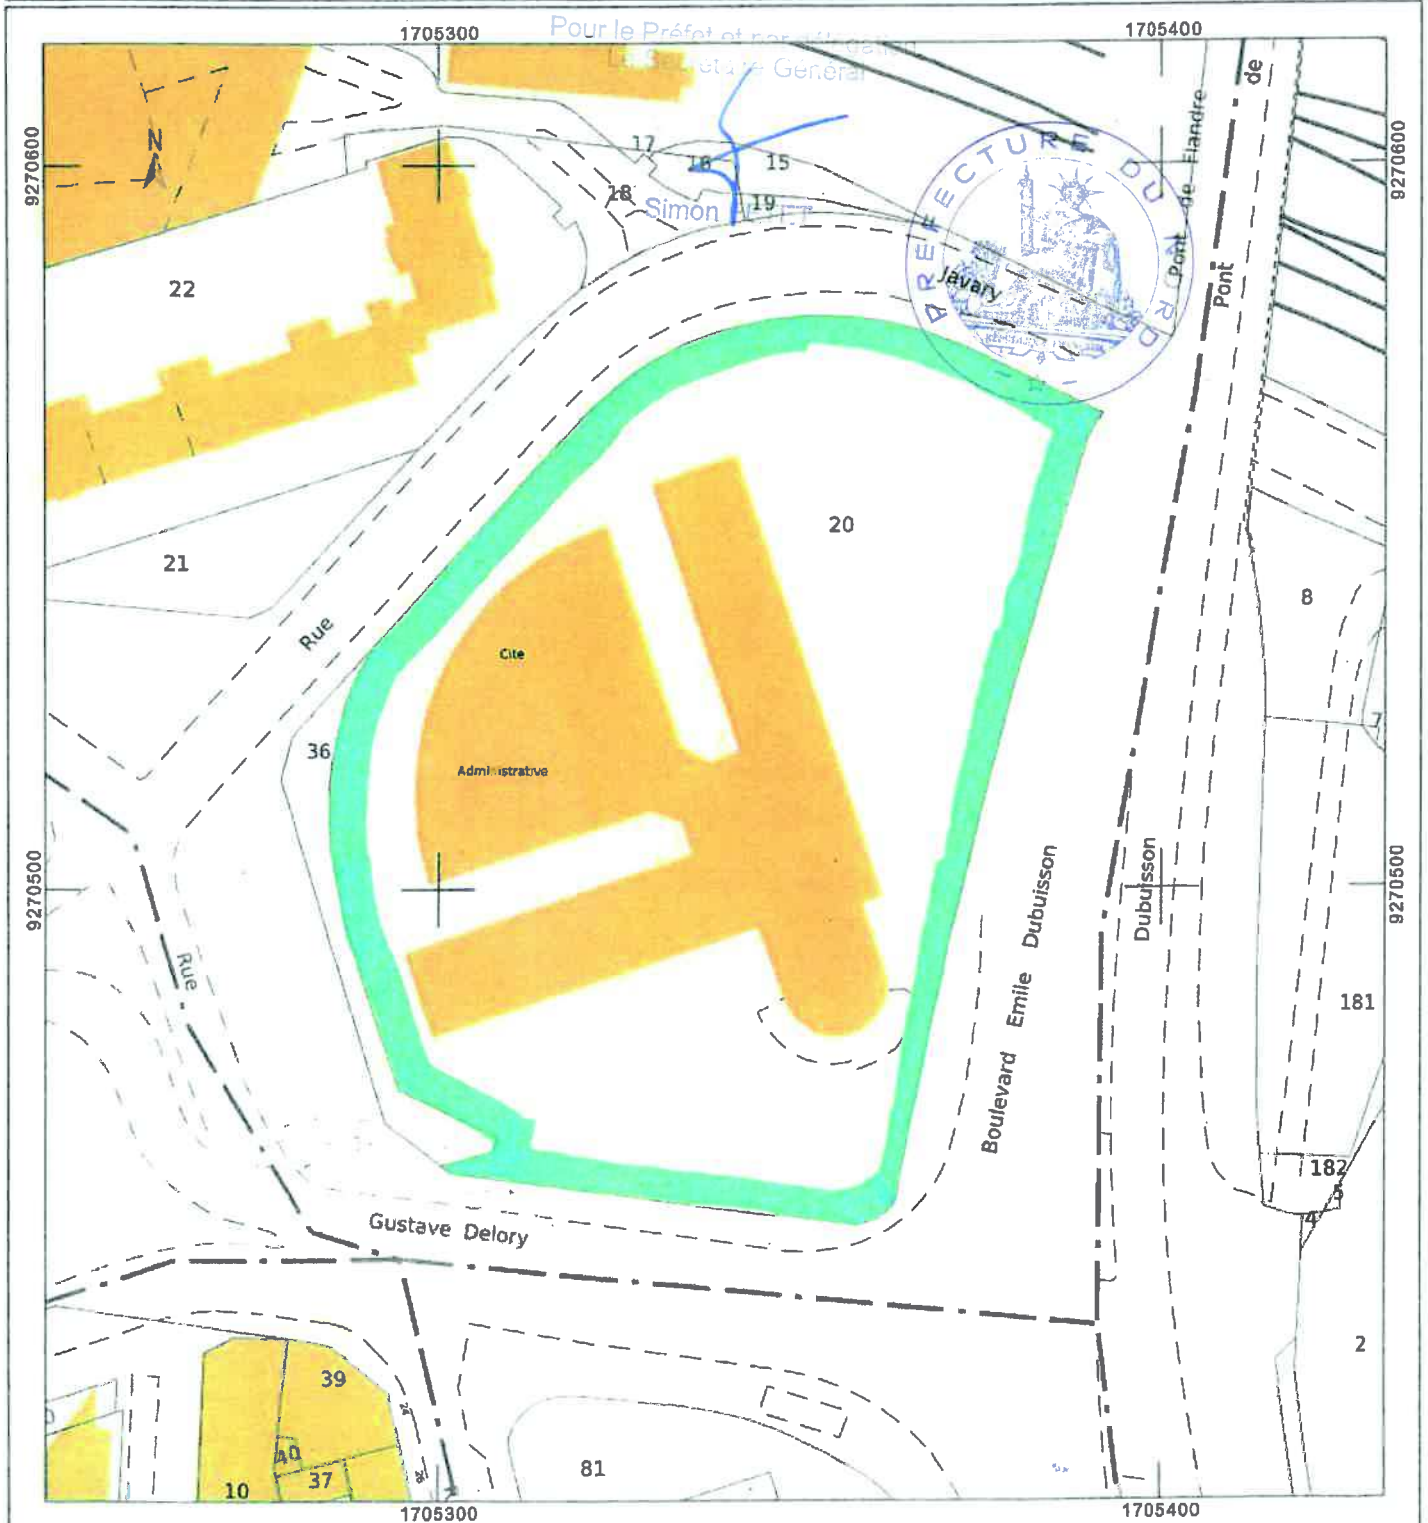 1705300
1705400
Pour le Préfet et par délégation
Le Secrétaire Général
de
9270600
9270600
N
17
16
15
18
19
Simon
PREFECTURE DU NORD
Pont de Flandre
Pont
Javary
22
20
21
8
Rue
Cite
7
36
Administrative
9270500
9270500
Dubuisson
Boulevard Emile Dubuisson
Rue
181
182
3
4
Gustave Delory
2
39
24
40
37
26
10
81
1705300
1705400